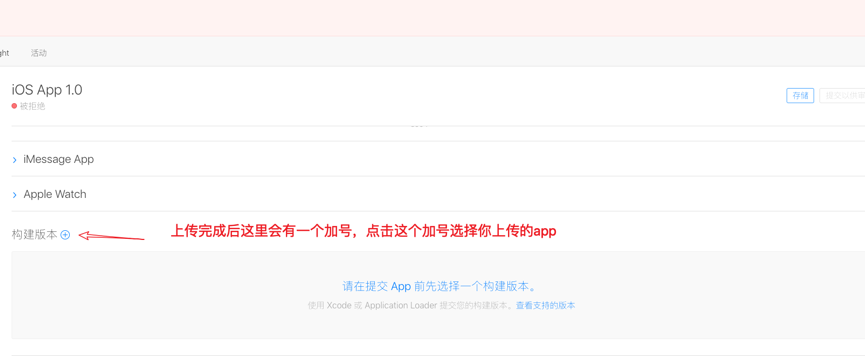 活动
iOS App 1.0
被拒绝
存储
iMessage App
Apple Watch
构建版本
上传完成后这里会有一个加号，点击这个加号选择你上传的app
请在提交 App 前先选择一个构建版本。
使用 Xcode 或 Application Loader 提交您的构建版本。查看支持的版本